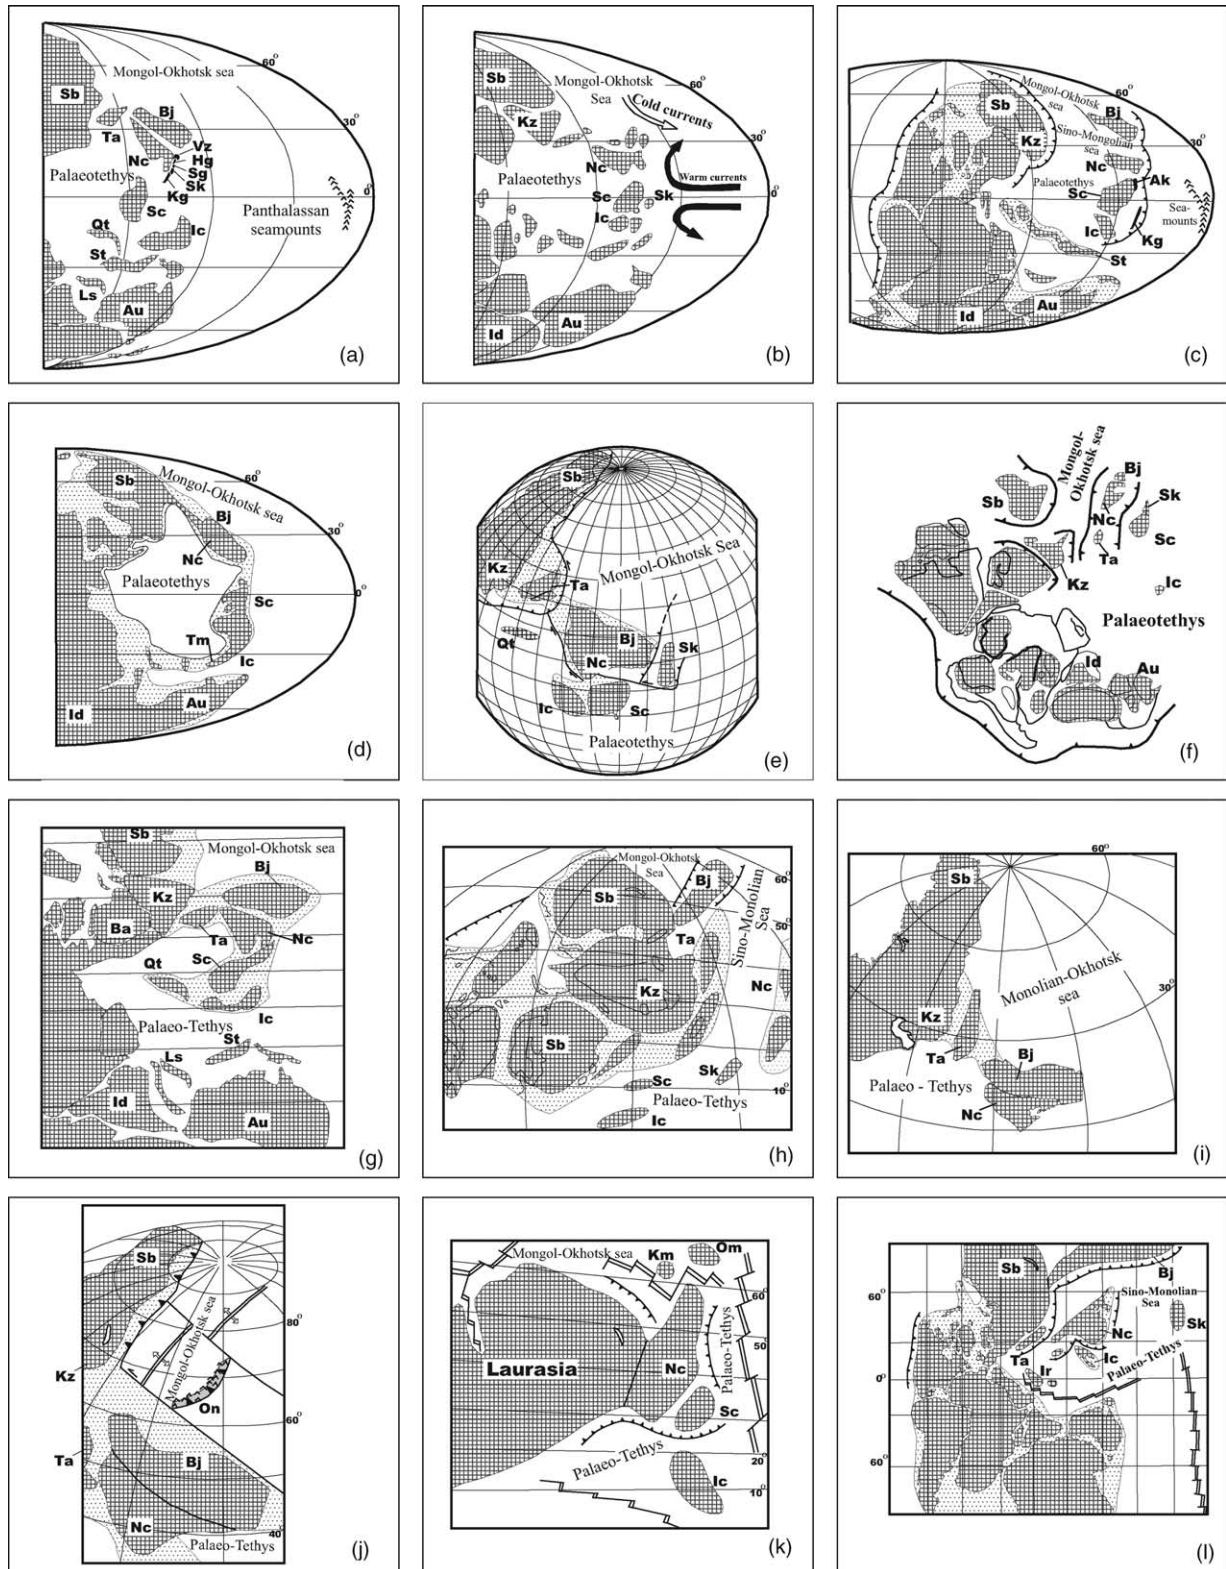 60°
Mongol-Okhotsk sea
Sb
Bj
Ta
30°
Vz
Nc
Hg
Sg
Palaeotethys
Sk
0°
Kg
Sc
Panthalassan
seamounts
Qt
Ic
St
Ls
Au
(a)
60°
Mongol-Okhotsk
Sea
Sb
Cold currents
Kz
30°
Nc
Palaeotethys
Warm currents
Sc
Sk
0°
Ic
Au
Id
(b)
60°
Mongol-Okhotsk
sea
Sb
Bj
Sino-Mongolian
sea
30°
Kz
Nc
Palaeotethys
Ak
Sc
0°
Sea-
mounts
Ic
Kg
St
Id
Au
(c)
60°
Mongol-Okhotsk sea
Sb
Bj
30°
Nc
Palaeotethys
0°
Sc
Tm
Ic
Au
Id
(d)
Sb
Mongol-Okhotsk Sea
Kz
Ta
Qt
Bj
Sk
Nc
Ic
Sc
Palaeotethys
(e)
Mongol-
Okhotsk sea
Bj
Sb
Sk
Nc
Sc
Ta
Kz
Ic
Palaeotethys
Id
Au
(f)
Sb
Mongol-Okhotsk sea
Bj
Kz
Ba
Ta
Nc
Qt
Sc
Ic
Palaeo-Tethys
St
Ls
Id
Au
(g)
Mongol-Okhotsk
Sea
Bj
60°
Sb
Sino-Monolian
Sea
50°
Ta
Nc
Kz
Sb
Sk
Sc
10°
Palaeo-Tethys
Ic
(h)
60°
Sb
Monolian-Okhotsk
sea
30°
Kz
Ta
Bj
Palaeo - Tethys
Nc
(i)
Sb
80°
Mongol-Okhotsk sea
Kz
On
60°
Ta
Bj
Nc
40°
Palaeo-Tethys
(j)
Mongol-Okhotsk sea
Km
Om
60°
Palaeo-Tethys
50°
Laurasia
Nc
Sc
Palaeo-Tethys
20°
Ic
10°
(k)
Sb
Bj
60°
Sino-Monolian
Sea
Sk
Nc
Ta
Ic
Ir
Palaeo-Tethys
0°
60°
(l)